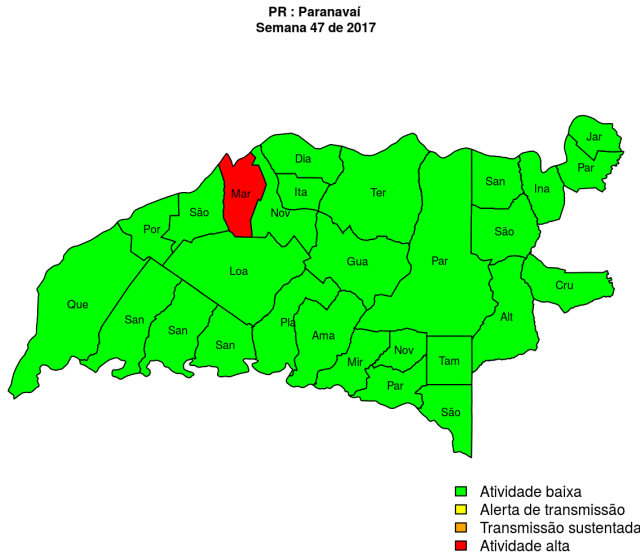 PR : Paranavaí
Semana 47 de 2017
Jar
Dia
Par
Mar
Ita
Ter
San
Ina
São
Nov
Por
São
Loa
Gua
Par
Cru
Que
San
San
Pla
Ama
Alt
San
Nov
Mir
Tam
Par
São
Atividade baixa
Alerta de transmissão
Transmissão sustentada
Atividade alta